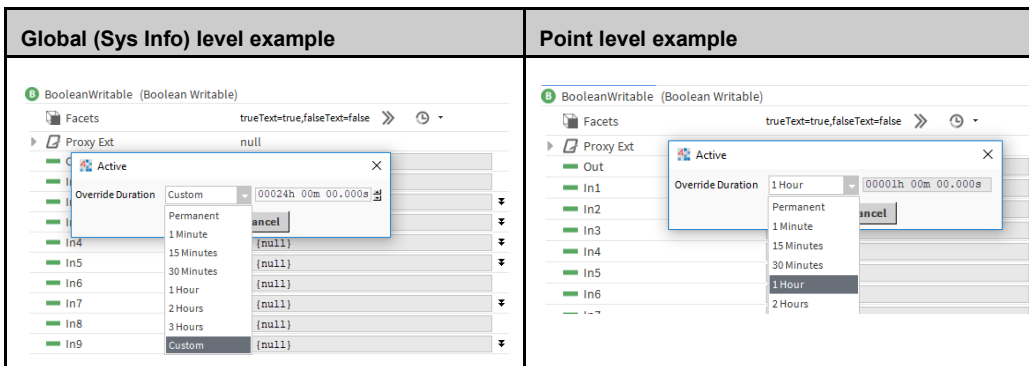 Global (Sys Info) level example
BooleanWritable (Boolean Writable)
Facets trueText=true,falseText=false
Proxy Ext null
Active
Override Duration Custom 00024h 00m 00.000s
Permanent
1 Minute
15 Minutes
30 Minutes
1 Hour
2 Hours
3 Hours
Custom
In4 {null}
In5 {null}
In6 {null}
In7 {null}
In8 {null}
In9 {null}
Point level example
BooleanWritable (Boolean Writable)
Facets trueText=true,falseText=false
Proxy Ext
Out
In1
In2
In3
In4
In5
In6
Active
Override Duration 1 Hour 00001h 00m 00.000s
Permanent
1 Minute
15 Minutes
30 Minutes
1 Hour
2 Hours